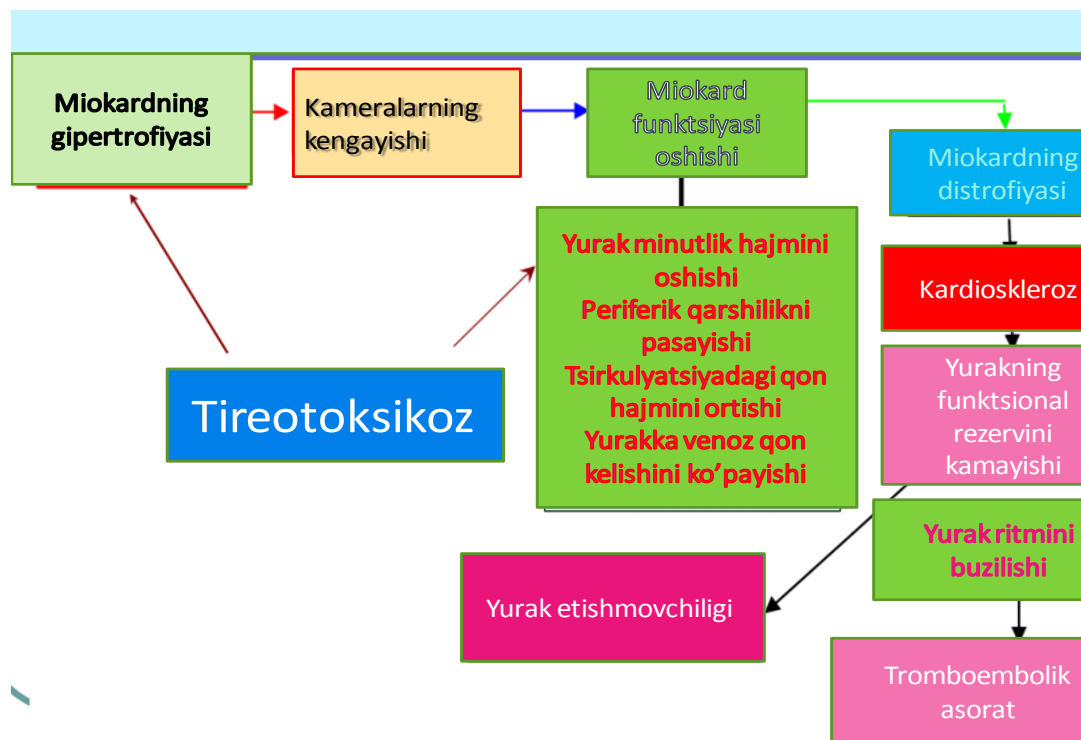 Miokardning
gipertrofiyasi
Kameralarning
kengayishi
Miokard
funktsiyasi
oshishi
Miokardning
distrofiyasi
Yurak minutlik hajmini
oshishi
Periferik qarshilikni
pasayishi
Tsirkulyatsiyadagi qon
hajmini ortishi
Yurakka venoz qon
kelishini ko’payishi
Kardioskleroz
Tireotoksikoz
Yurakning
funktsional
rezervini
kamayishi
Yurak ritmini
buzilishi
Yurak etishmovchiligi
Tromboembolik
asorat